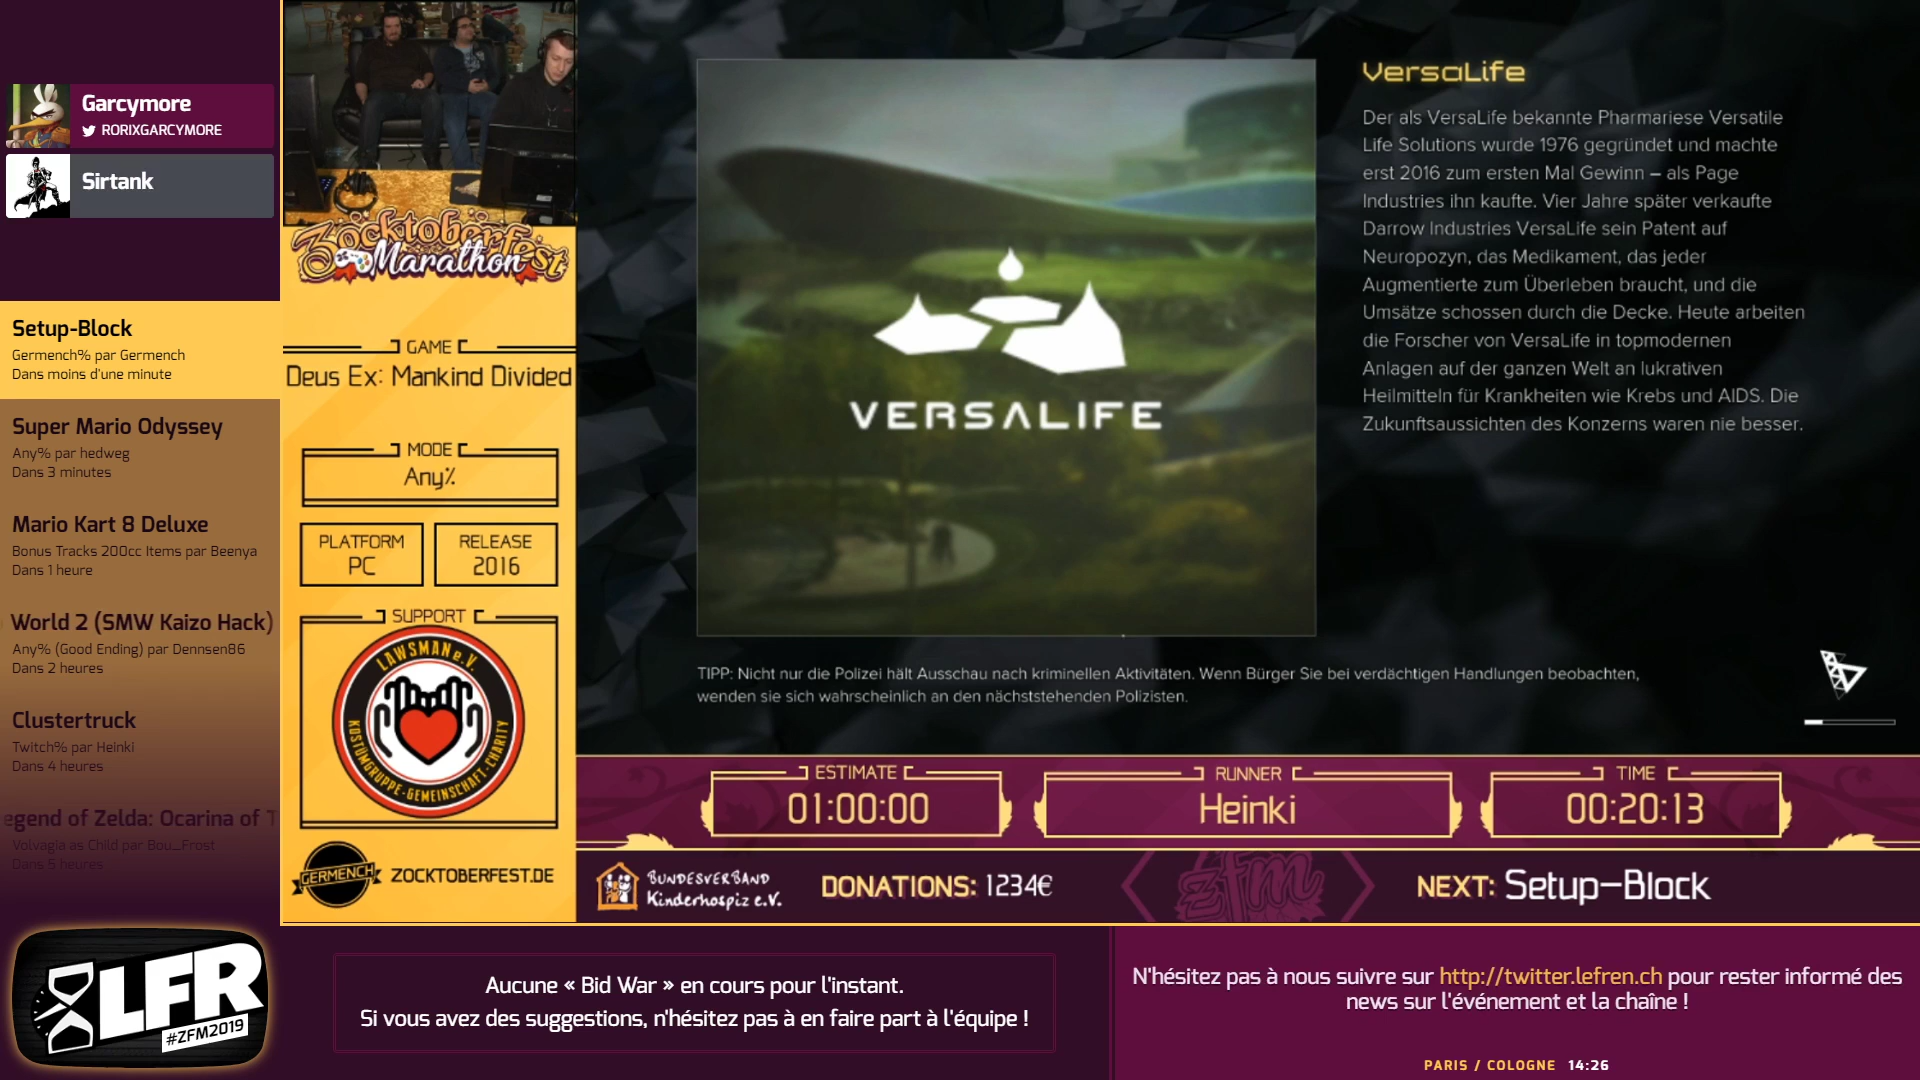 Garcymore
RORIXGARCYMORE
Sirtank
Setup-Block
Germench% par Germench
Dans moins d'une minute
Super Mario Odyssey
Any% par hedweg
Dans 3 minutes
Mario Kart 8 Deluxe
Bonus Tracks 200cc Items par Beenya
Dans 1 heure
World 2 (SMW Kaizo Hack)
Any% (Good Ending) par Dennsen86
Dans 2 heures
Clustertruck
Twitch% par Heinki
Dans 4 heures
egend of Zelda: Ocarina of T
Volvagia as Child par Bou_Frost
Dans 5 heures
LFR
#ZFM2019
Zocktoberfest
Marathon
GAME
Deus Ex: Mankind Divided
MODE
Any%
PLATFORM
PC
RELEASE
2016
SUPPORT
LAWSMAN e.V.
KOSTÜMGRUPPE-GEMEINSCHAFT-CHARITY
GERMENCH
ZOCKTOBERFEST.DE
VERSALIFE
VersaLife
Der als VersaLife bekannte Pharmariese Versatile
Life Solutions wurde 1976 gegründet und machte
erst 2016 zum ersten Mal Gewinn – als Page
Industries ihn kaufte. Vier Jahre später verkaufte
Darrow Industries VersaLife sein Patent auf
Neuropozyn, das Medikament, das jeder
Augmentierte zum Überleben braucht, und die
Umsätze schossen durch die Decke. Heute arbeiten
die Forscher von VersaLife in topmodernen
Anlagen auf der ganzen Welt an lukrativen
Heilmitteln für Krankheiten wie Krebs und AIDS. Die
Zukunftsaussichten des Konzerns waren nie besser.
TIPP: Nicht nur die Polizei hält Ausschau nach kriminellen Aktivitäten. Wenn Bürger Sie bei verdächtigen Handlungen beobachten,
wenden sie sich wahrscheinlich an den nächststehenden Polizisten.
ESTIMATE
01:00:00
RUNNER
Heinki
TIME
00:20:13
BUNDESVERBAND
Kinderhospiz e.V.
DONATIONS: 1234€
zfm
NEXT: Setup-Block
Aucune « Bid War » en cours pour l'instant.
Si vous avez des suggestions, n'hésitez pas à en faire part à l'équipe !
N'hésitez pas à nous suivre sur http://twitter.lefren.ch pour rester informé des
news sur l'événement et la chaîne !
PARIS / COLOGNE 14:26